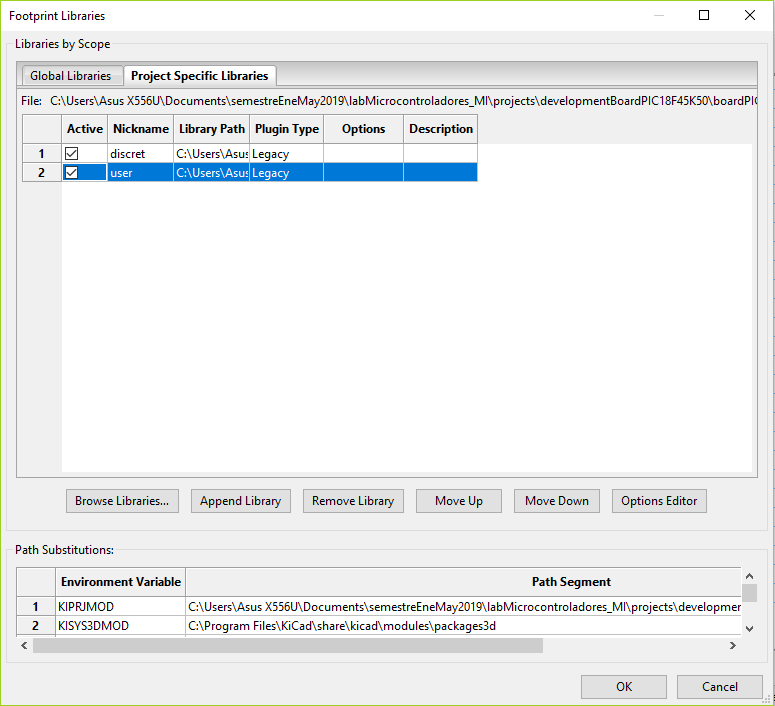 Footprint Libraries
Libraries by Scope
Global Libraries Project Specific Libraries
File: C:\Users\Asus X556U\Documents\semestreEneMay2019\labMicrocontroladores_MI\projects\developmentBoardPIC18F45K50\boardPIC
Active Nickname Library Path Plugin Type Options Description
1 discret C:\Users\Asus Legacy
2 user C:\Users\Asus Legacy
Browse Libraries... Append Library Remove Library Move Up Move Down Options Editor
Path Substitutions:
Environment Variable Path Segment
1 KIPRJMOD C:\Users\Asus X556U\Documents\semestreEneMay2019\labMicrocontroladores_MI\projects\developmer
2 KISYS3DMOD C:\Program Files\KiCad\share\kicad\modules\packages3d
OK Cancel